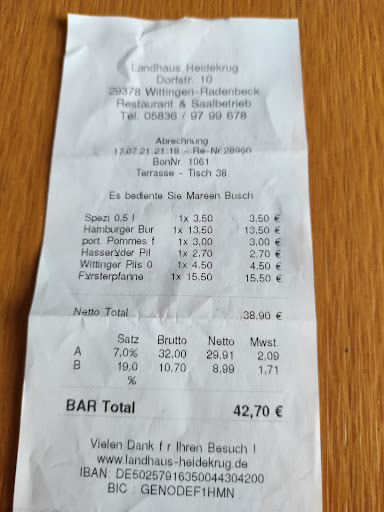 Landhaus Heidekrug
Dorfstr. 10
29378 Wittingen-Radenbeck
Restaurant & Saalbetrieb
Tel. 05836 / 97 99 678
Abrechnung
17.07.21 21:18 - Re-Nr.28960
BonNr. 1061
Terrasse - Tisch 38
Es bediente Sie Mareen Busch
Spezi 0,5 l 1x 3.50 3,50 €
Hamburger Bur 1x 13,50 13,50 €
port. Pommes f 1x 3,00 3,00 €
Hasseröder Pil 1x 2.70 2,70 €
Wittinger Pils 0 1x 4.50 4,50 €
Försterpfanne 1x 15,50 15,50 €
Netto Total 38,90 €
Satz Brutto Netto Mwst.
A 7,0% 32,00 29,91 2.09
B 19,0 10,70 8.99 1,71
%
BAR Total 42,70 €
Vielen Dank f r Ihren Besuch !
www.landhaus-heidekrug.de
IBAN: DE50257916350044304200
BIC : GENODEF1HMN